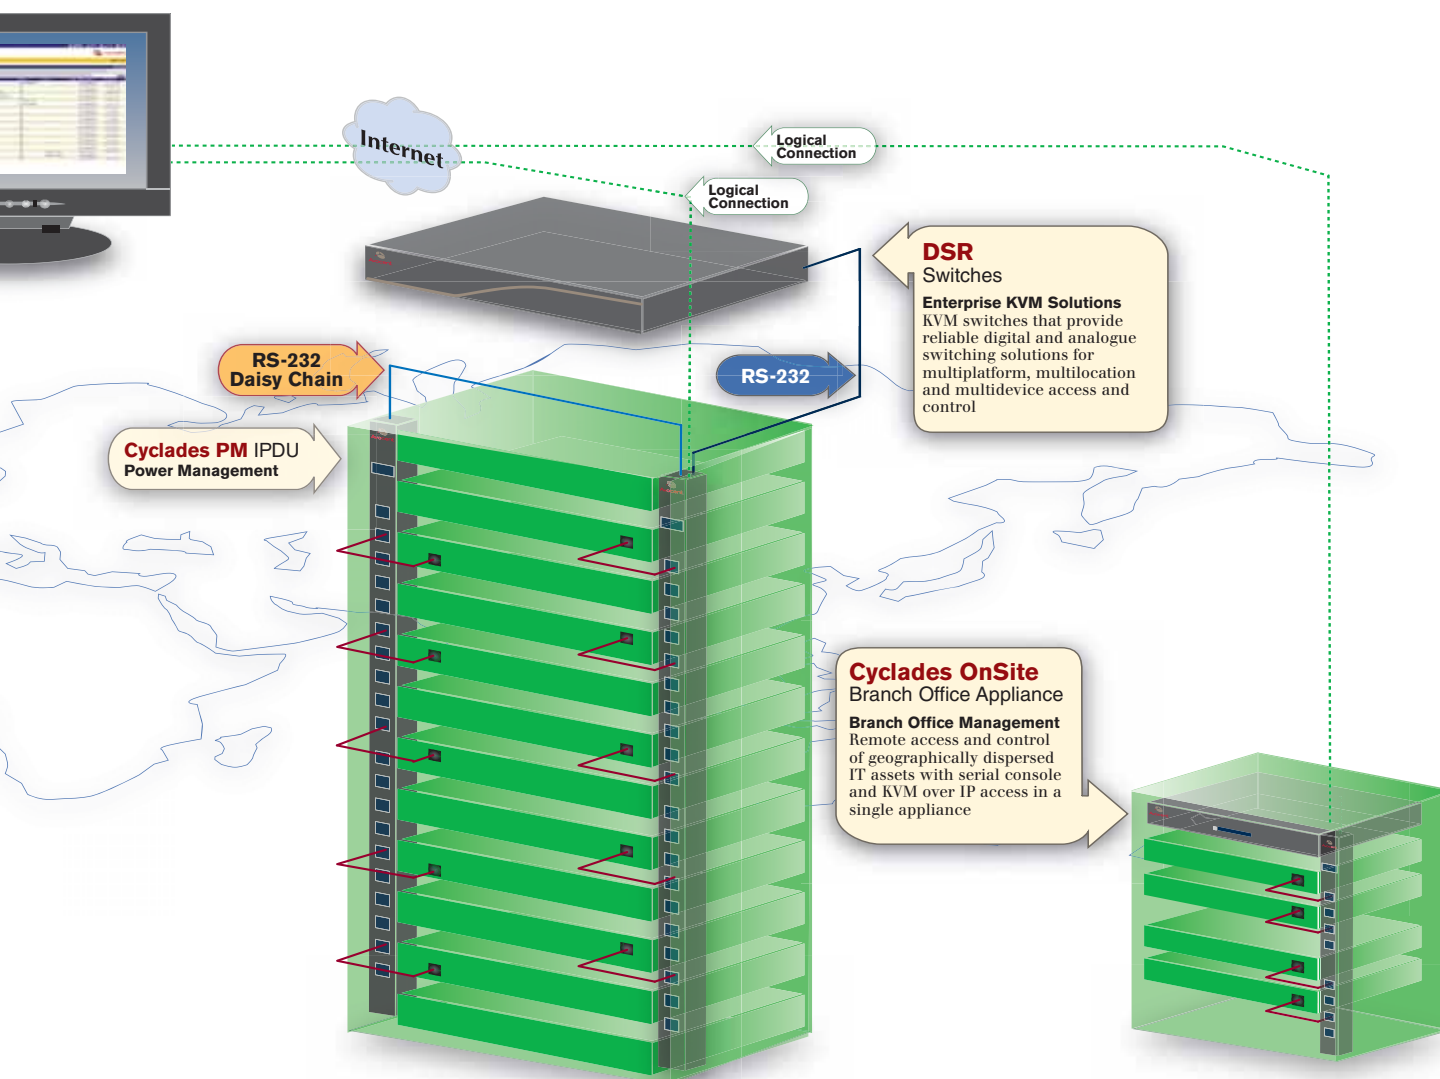 Internet
Logical
Connection
Logical
Connection
DSR
Switches
Enterprise KVM Solutions
KVM switches that provide
reliable digital and analogue
switching solutions for
multiplatform, multilocation
and multidevice access and
control
RS-232
Daisy Chain
RS-232
Cyclades PM IPDU
Power Management
Cyclades OnSite
Branch Office Appliance
Branch Office Management
Remote access and control
of geographically dispersed
IT assets with serial console
and KVM over IP access in a
single appliance